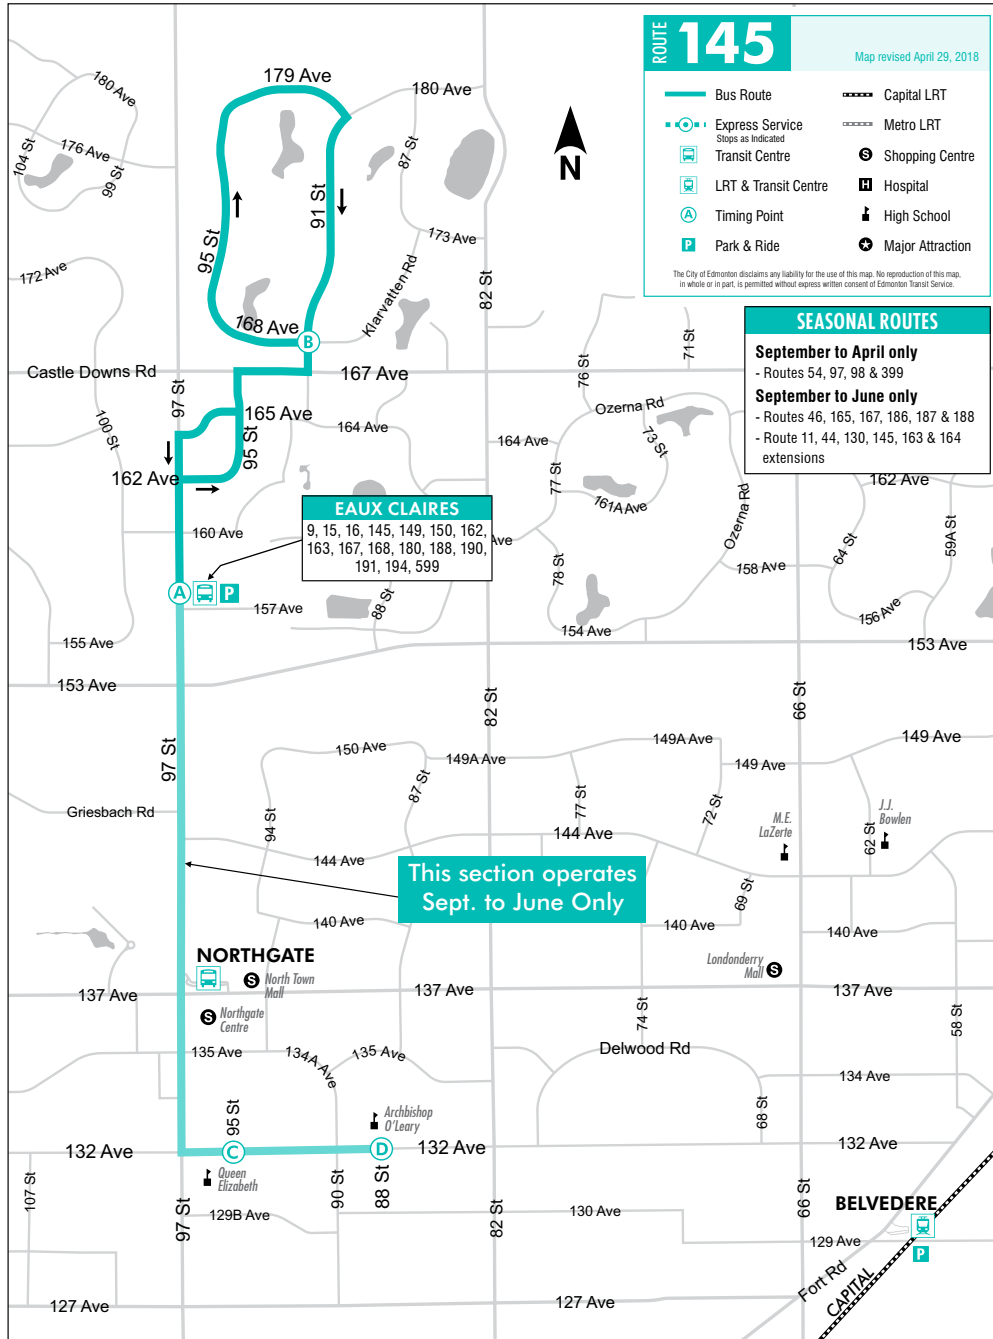 ROUTE 145
Map revised April 29, 2018
Bus Route
Capital LRT
Express Service
Stops as Indicated
Metro LRT
Transit Centre
S Shopping Centre
LRT & Transit Centre
H Hospital
A Timing Point
High School
P Park & Ride
Major Attraction
The City of Edmonton disclaims any liability for the use of this map. No reproduction of this map,
in whole or in part, is permitted without express written consent of Edmonton Transit Service.
SEASONAL ROUTES
September to April only
- Routes 54, 97, 98 & 399
September to June only
- Routes 46, 165, 167, 186, 187 & 188
- Route 11, 44, 130, 145, 163 & 164
extensions
N
179 Ave
180 Ave
180 Ave
104 St
176 Ave
99 St
87 St
91 St
95 St
173 Ave
172 Ave
Klarvatten Rd
82 St
168 Ave
B
71 St
76 St
Castle Downs Rd
167 Ave
97 St
100 St
165 Ave
164 Ave
95 St
Ozerna Rd
164 Ave
73 St
77 St
162 Ave
162 Ave
161A Ave
Ozerna Rd
EAUX CLAIRES
9, 15, 16, 145, 149, 150, 162,
163, 167, 168, 180, 188, 190,
191, 194, 599
160 Ave
Ave
64 St
59A St
78 St
158 Ave
A
P
157 Ave
88 St
156 Ave
154 Ave
155 Ave
153 Ave
153 Ave
82 St
66 St
97 St
150 Ave
149A Ave
149A Ave
149 Ave
149 Ave
87 St
77 St
72 St
Griesbach Rd
94 St
M.E.
LaZerte
J.J.
Bowlen
62 St
144 Ave
144 Ave
This section operates
Sept. to June Only
69 St
140 Ave
140 Ave
140 Ave
NORTHGATE
S North Town
Mall
Londonderry
Mall S
137 Ave
137 Ave
137 Ave
S Northgate
Centre
74 St
58 St
135 Ave
134A Ave
135 Ave
Delwood Rd
134 Ave
95 St
68 St
Archbishop
O'Leary
132 Ave
C
D
132 Ave
132 Ave
Queen
Elizabeth
107 St
90 St
88 St
97 St
129B Ave
82 St
130 Ave
66 St
BELVEDERE
129 Ave
P
Fort Rd
CAPITAL
127 Ave
127 Ave